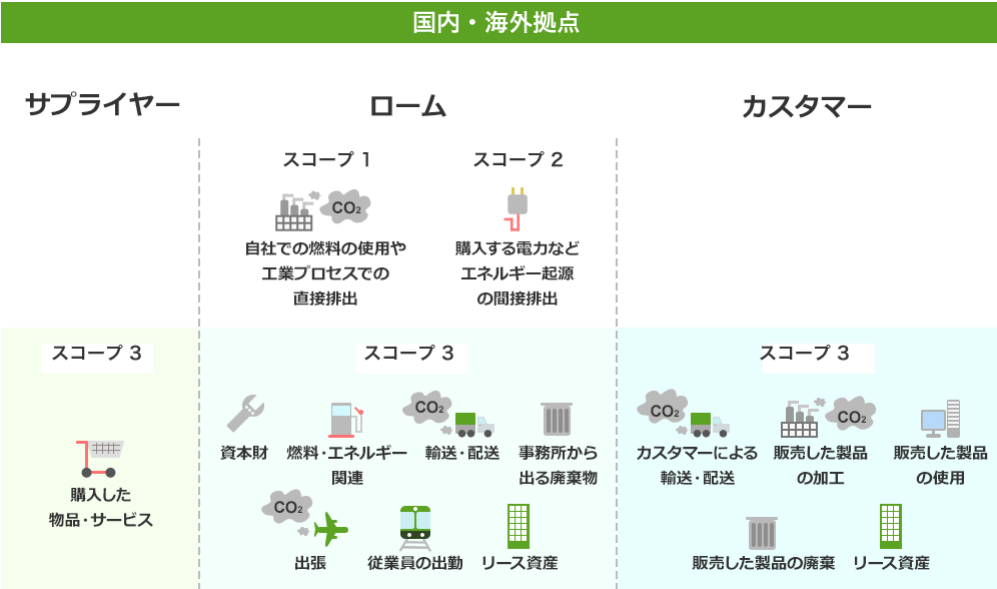 国内・海外拠点
サプライヤー
ローム
カスタマー
スコープ 1
CO₂
自社での燃料の使用や
工業プロセスでの
直接排出
スコープ 2
購入する電力など
エネルギー起源
の間接排出
スコープ 3
購入した
物品・サービス
スコープ 3
資本財
燃料・エネルギー
関連
CO₂
輸送・配送
事務所から
出る廃棄物
CO₂
出張
従業員の出勤
リース資産
スコープ 3
CO₂
カスタマーによる
輸送・配送
CO₂
販売した製品
の加工
販売した製品
の使用
販売した製品の廃棄
リース資産